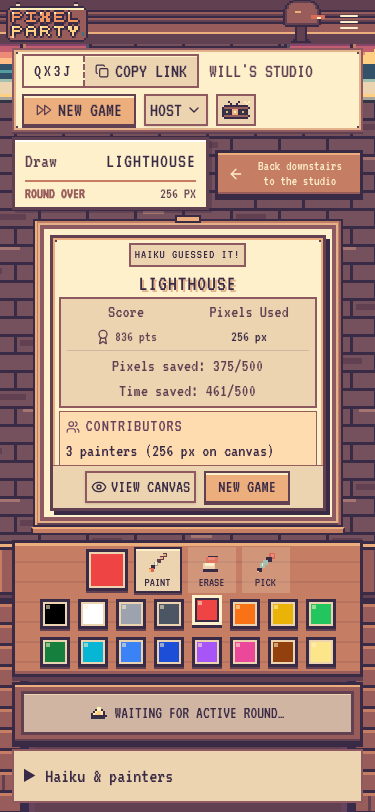 PIXEL
PARTY
QX3J
COPY LINK
WILL'S STUDIO
NEW GAME
HOST
Draw
LIGHTHOUSE
ROUND OVER
256 PX
Back downstairs
to the studio
HAIKU GUESSED IT!
LIGHTHOUSE
Score
Pixels Used
836 pts
256 px
Pixels saved: 375/500
Time saved: 461/500
CONTRIBUTORS
3 painters (256 px on canvas)
VIEW CANVAS
NEW GAME
PAINT
ERASE
PICK
WAITING FOR ACTIVE ROUND…
Haiku & painters